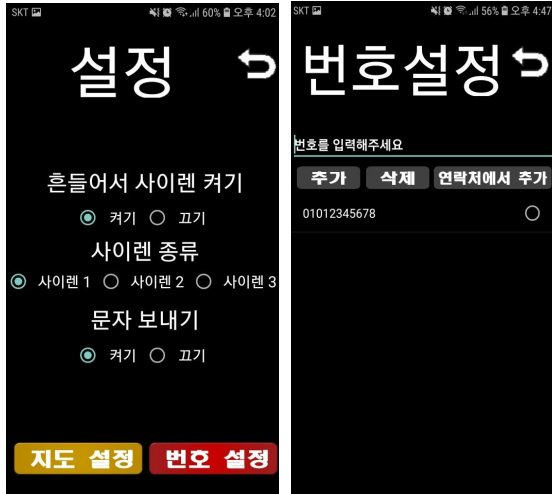 SKT 60% 오후 4:02
설정
흔들어서 사이렌 켜기
켜기 끄기
사이렌 종류
사이렌 1 사이렌 2 사이렌 3
문자 보내기
켜기 끄기
지도 설정 번호 설정
SKT 56% 오후 4:47
번호설정
번호를 입력해주세요
추가 삭제 연락처에서 추가
01012345678